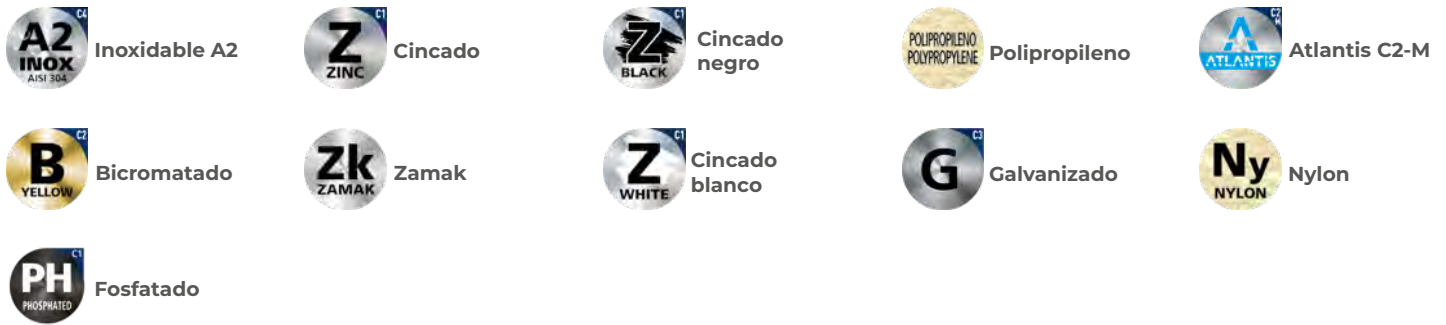 C4
A2
INOX
AISI 304
Inoxidable A2
C1
Z
ZINC
Cincado
C1
Z
BLACK
Cincado
negro
POLIPROPILENO
POLYPROPYLENE
Polipropileno
C2
M
A
ATLANTIS
Atlantis C2-M
C2
B
YELLOW
Bicromatado
Zk
ZAMAK
Zamak
C1
Z
WHITE
Cincado
blanco
C3
G
Galvanizado
Ny
NYLON
Nylon
C1
PH
PHOSPHATED
Fosfatado